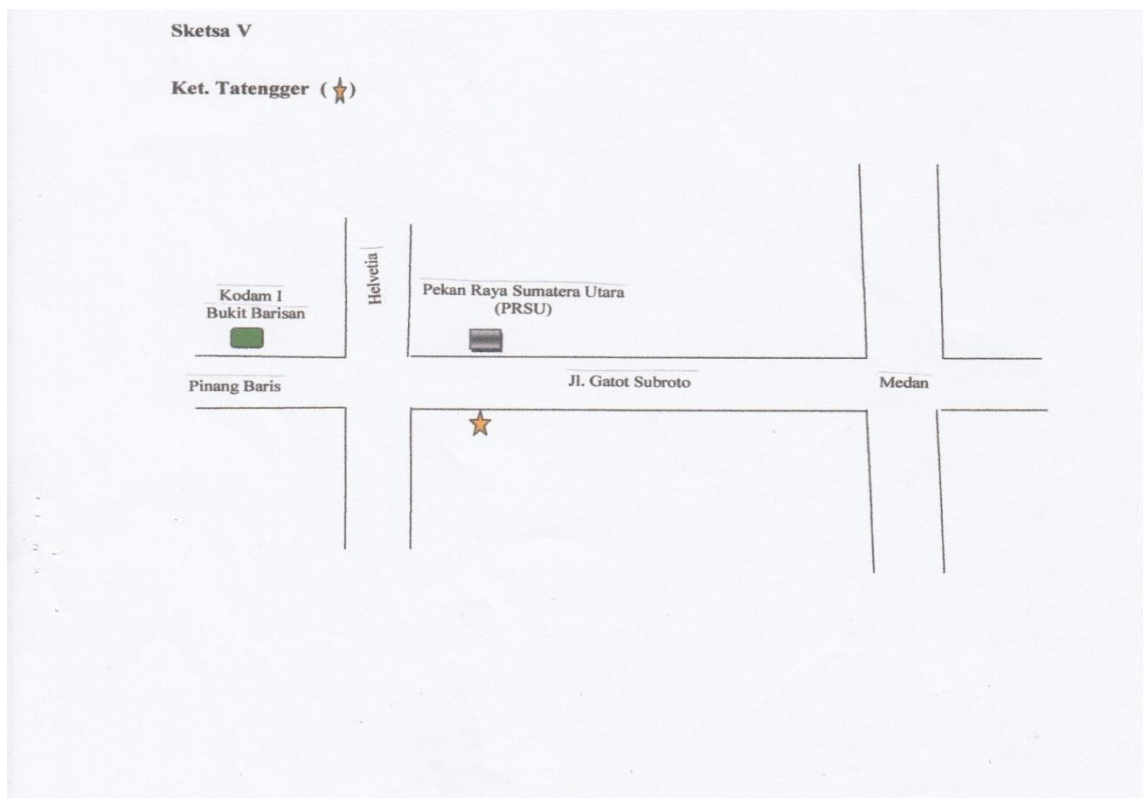 Sketsa V
Ket. Tatengger ( )
Helvetia
Kodam I
Bukit Barisan
Pekan Raya Sumatera Utara
(PRSU)
Pinang Baris
Jl. Gatot Subroto
Medan